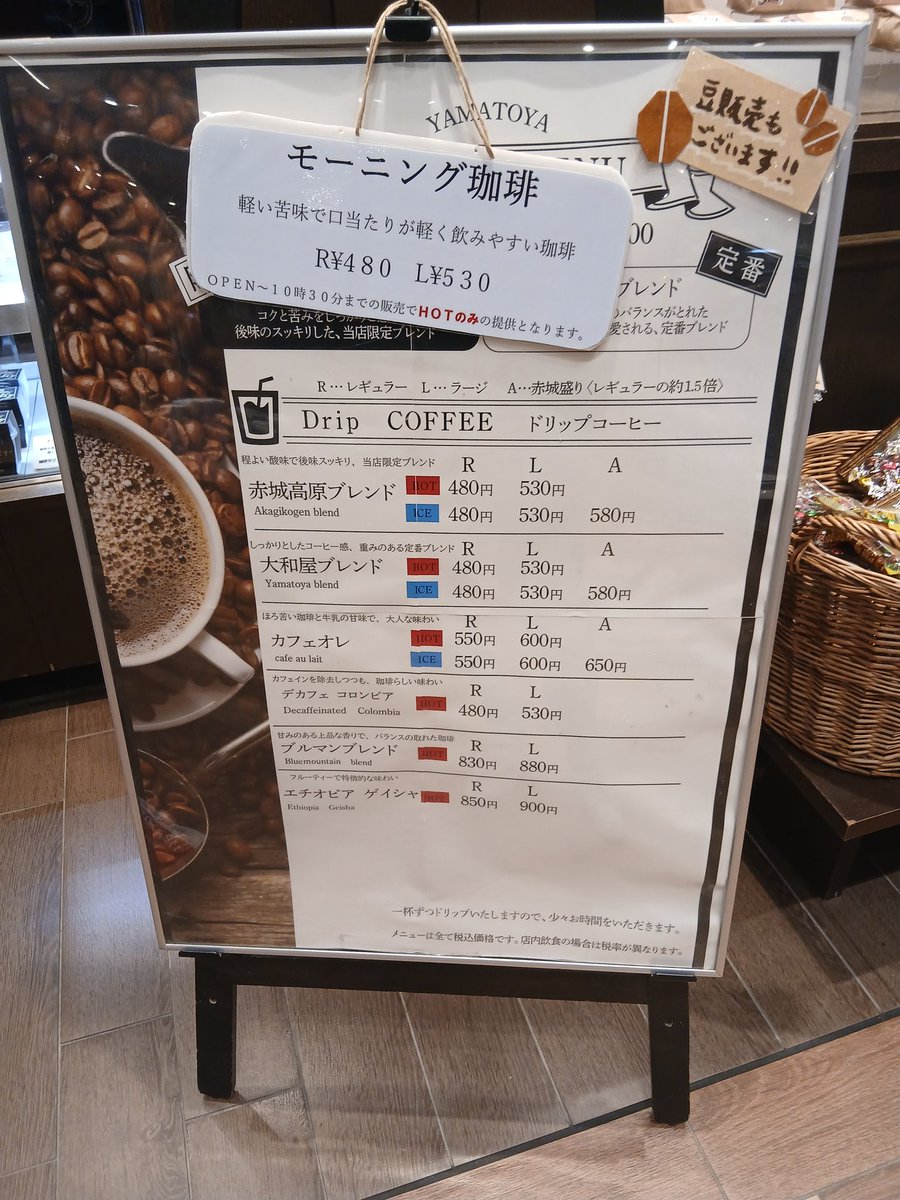 YAMATOYA
豆販売も
ございます!!
モーニング珈琲
軽い苦味で口当たりが軽く飲みやすい珈琲
R¥480 L¥530
OPEN～10時30分までの販売でHOTのみの提供となります。
定番
ブレンド
コクと苦みを
後味のスッキリした、当店限定ブレンド
バランスがとれた
愛される、定番ブレンド
R…レギュラー L…ラージ A…赤城盛り〈レギュラーの約1.5倍〉
Drip COFFEE ドリップコーヒー
程よい酸味で後味スッキリ、当店限定ブレンド R L A
赤城高原ブレンド HOT 480円 530円
Akagikogen blend ICE 480円 530円 580円
しっかりとしたコーヒー感、重みのある定番ブレンド R L A
大和屋ブレンド HOT 480円 530円
Yamatoya blend ICE 480円 530円 580円
ほろ苦い珈琲と牛乳の甘味で、大人な味わい R L A
カフェオレ HOT 550円 600円
cafe au lait ICE 550円 600円 650円
カフェインを除去しつつも、珈琲らしい味わい R L
デカフェ コロンビア HOT 480円 530円
Decaffeinated Colombia
甘みのある上品な香りで、バランスの取れた珈琲 R L
ブルマンブレンド HOT 830円 880円
Bluemountain blend
フルーティーで特徴的な味わい R L
エチオピア ゲイシャ HOT 850円 900円
Ethiopia Geisha
一杯ずつドリップいたしますので、少々お時間をいただきます。
メニューは全て税込価格です。店内飲食の場合は税率が異なります。